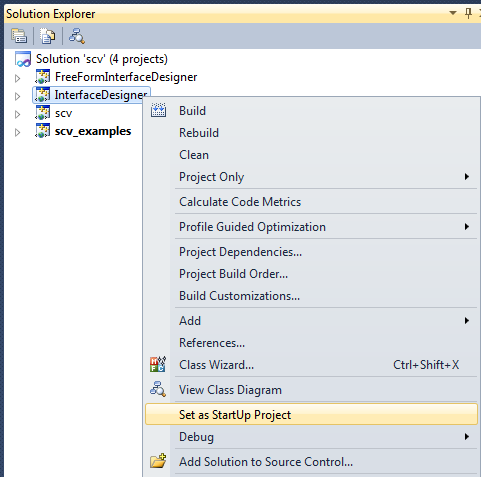 Solution Explorer
Solution 'scv' (4 projects)
FreeFormInterfaceDesigner
InterfaceDesigner
scv
scv_examples
Build
Rebuild
Clean
Project Only
Calculate Code Metrics
Profile Guided Optimization
Project Dependencies...
Project Build Order...
Build Customizations...
Add
References...
Class Wizard... Ctrl+Shift+X
View Class Diagram
Set as StartUp Project
Debug
Add Solution to Source Control...